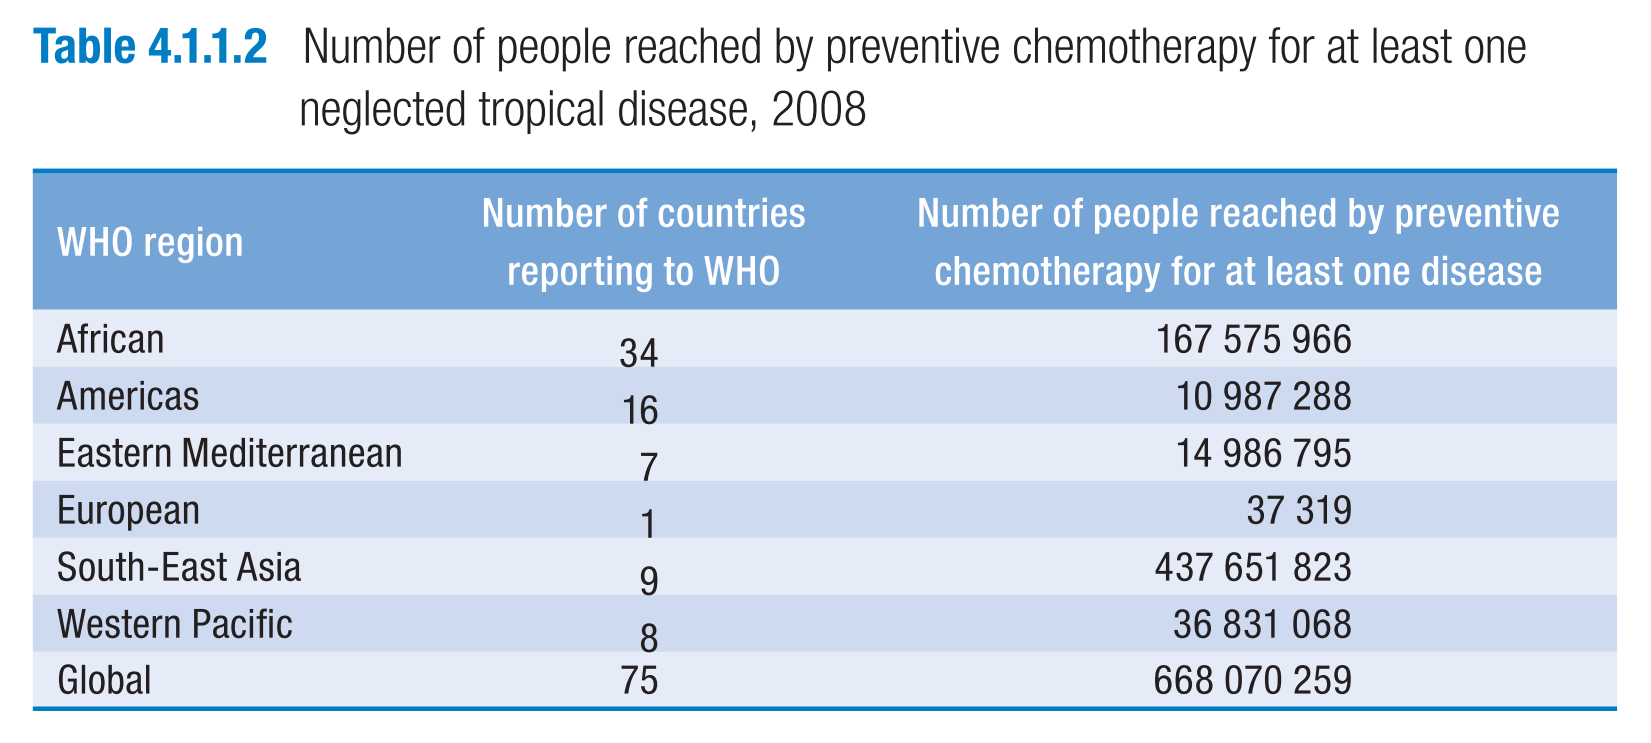 Table 4.1.1.2 Number of people reached by preventive chemotherapy for at least one
neglected tropical disease, 2008
WHO region Number of countries reporting to WHO Number of people reached by preventive chemotherapy for at least one disease
African 34 167 575 966
Americas 16 10 987 288
Eastern Mediterranean 7 14 986 795
European 1 37 319
South-East Asia 9 437 651 823
Western Pacific 8 36 831 068
Global 75 668 070 259